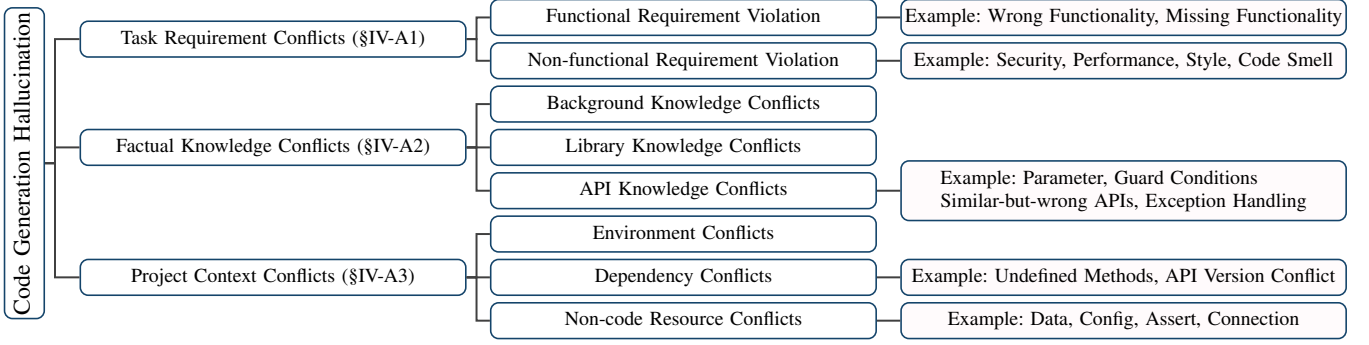 Code Generation Hallucination
Task Requirement Conflicts (§IV-A1)
Functional Requirement Violation
Example: Wrong Functionality, Missing Functionality
Non-functional Requirement Violation
Example: Security, Performance, Style, Code Smell
Factual Knowledge Conflicts (§IV-A2)
Background Knowledge Conflicts
Library Knowledge Conflicts
API Knowledge Conflicts
Example: Parameter, Guard Conditions
Similar-but-wrong APIs, Exception Handling
Project Context Conflicts (§IV-A3)
Environment Conflicts
Dependency Conflicts
Example: Undefined Methods, API Version Conflict
Non-code Resource Conflicts
Example: Data, Config, Assert, Connection